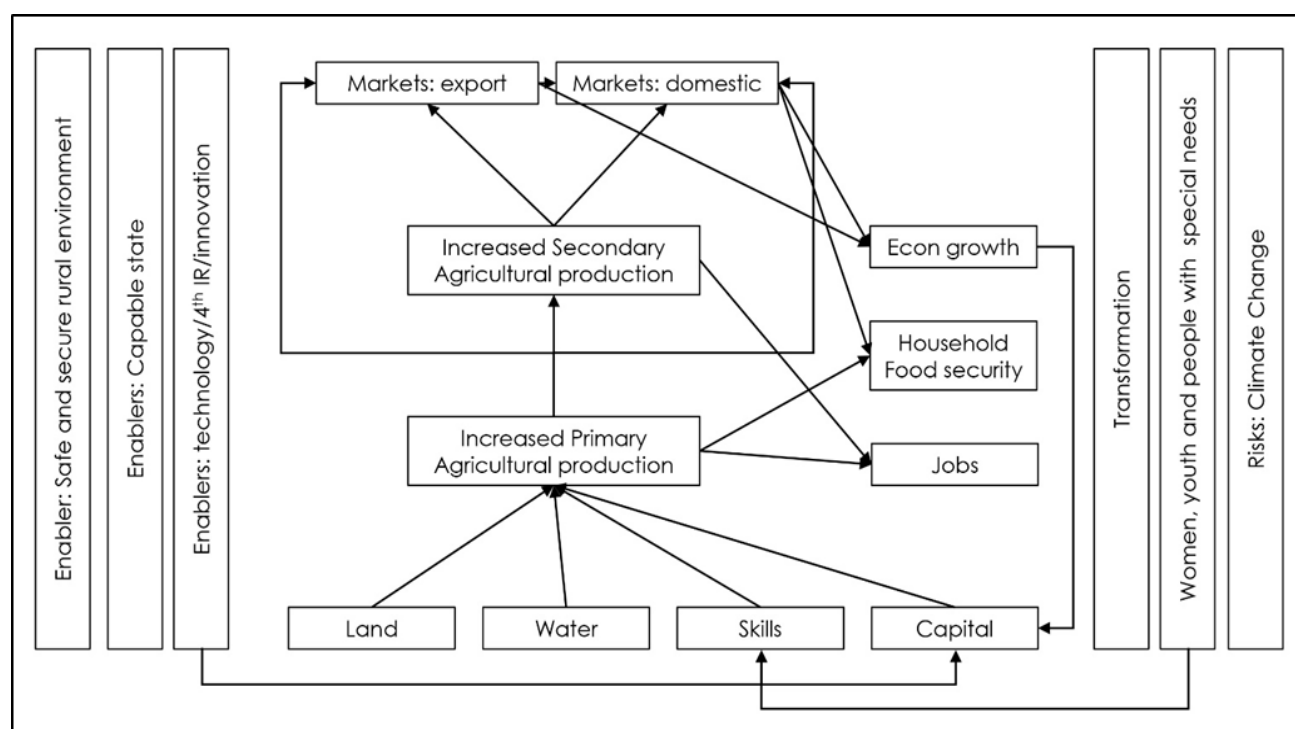 Enabler: Safe and secure rural environment
Enablers: Capable state
Enablers: technology/4th IR/innovation
Markets: export
Markets: domestic
Increased Secondary
Agricultural production
Econ growth
Household
Food security
Increased Primary
Agricultural production
Jobs
Land
Water
Skills
Capital
Transformation
Women, youth and people with special needs
Risks: Climate Change